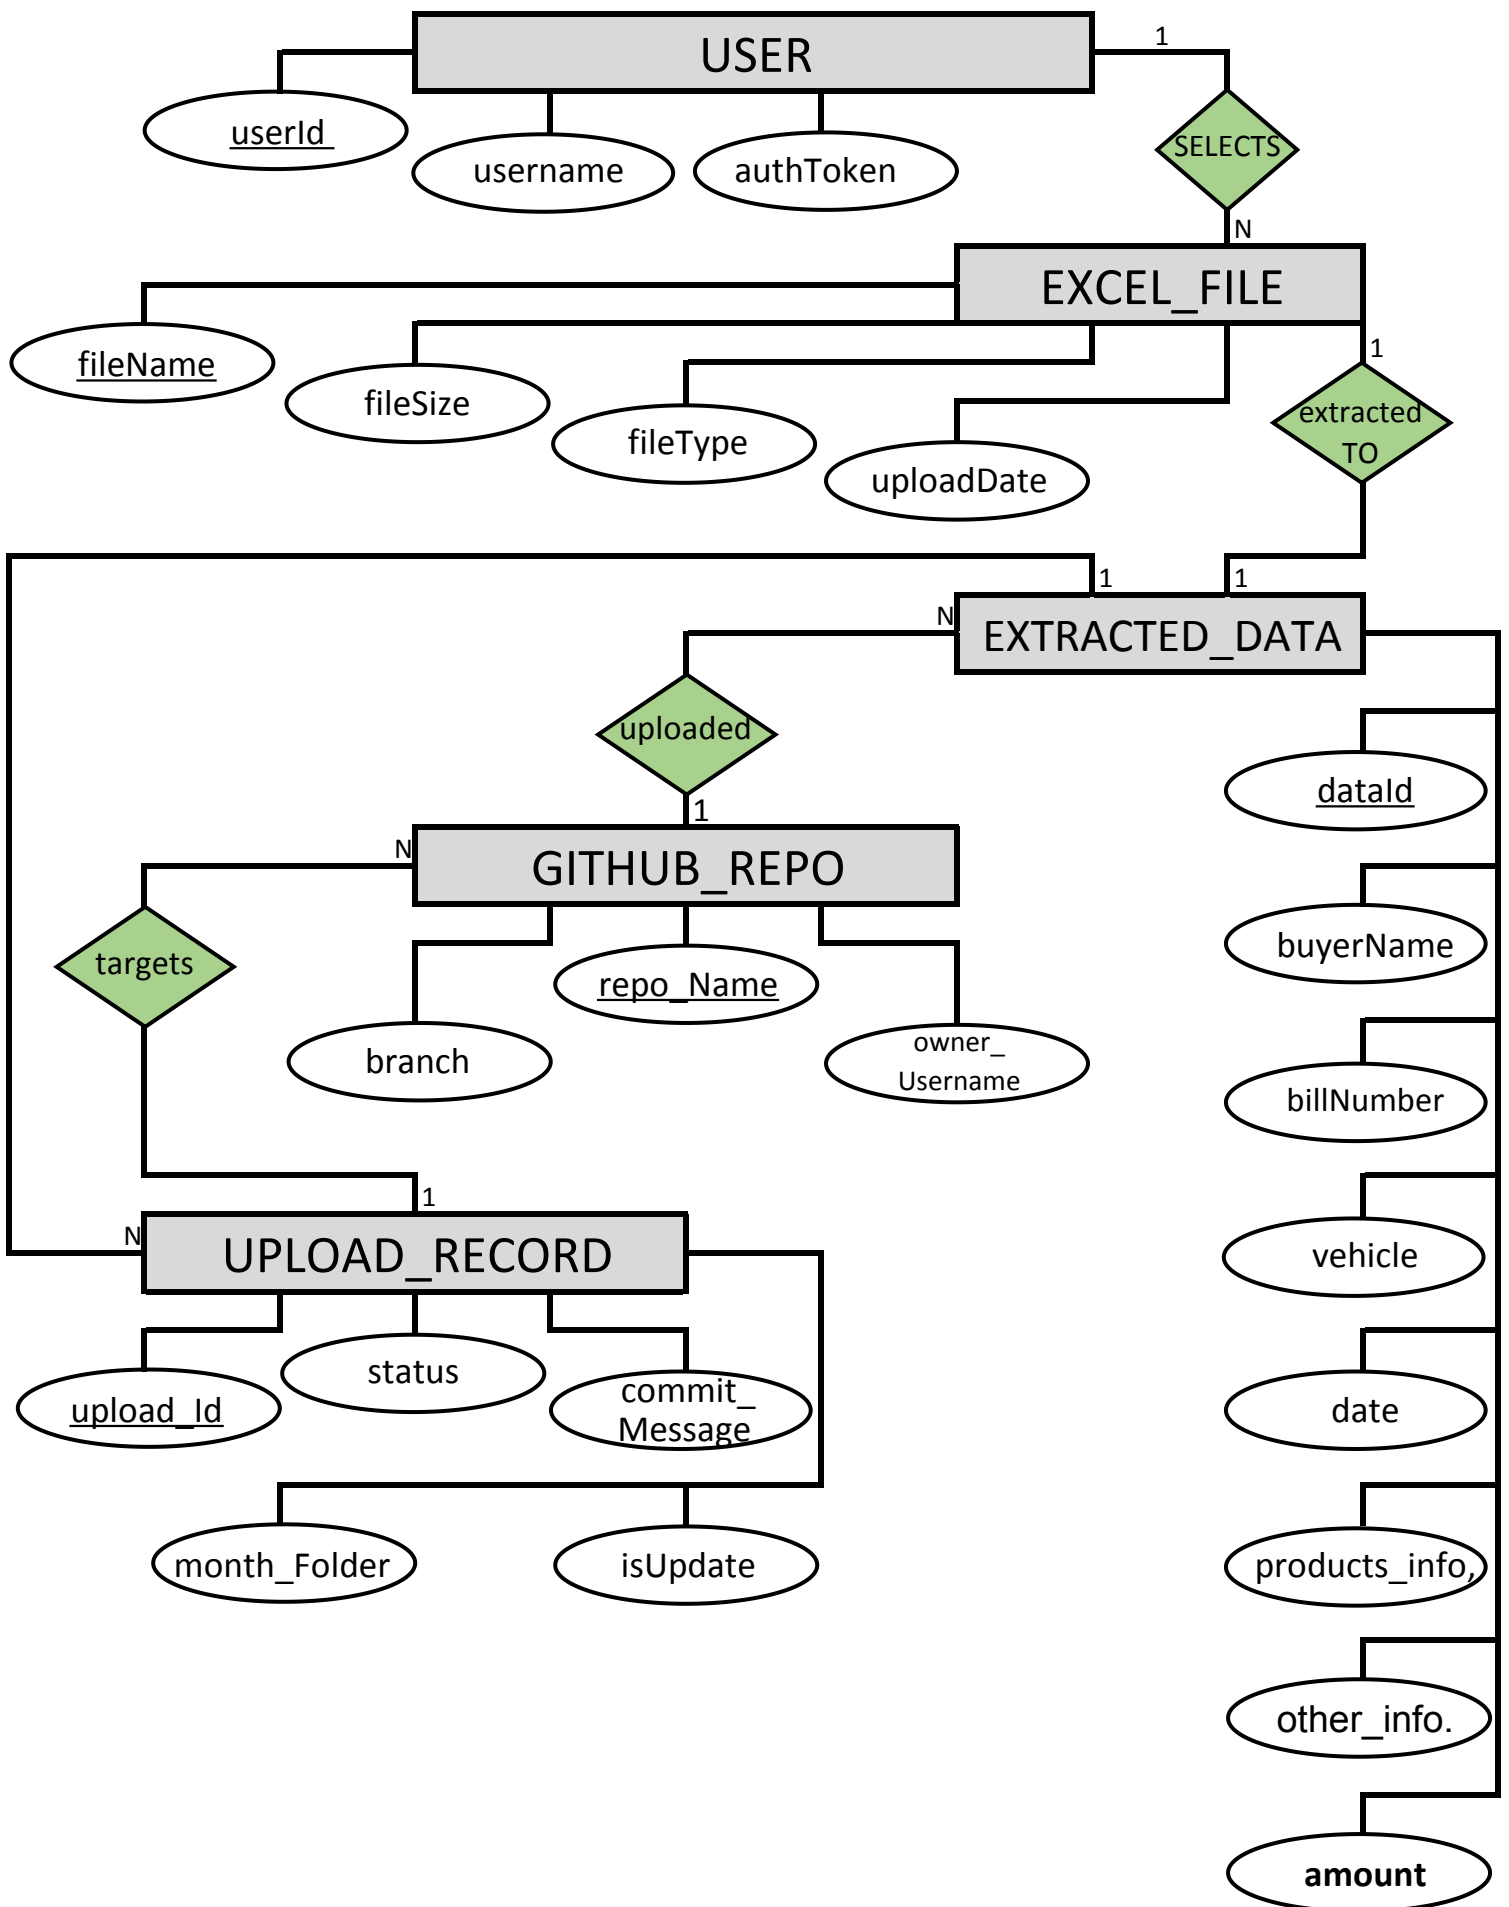 USER
1
userId
username
authToken
SELECTS
N
EXCEL_FILE
fileName
fileSize
fileType
uploadDate
1
extracted
TO
1
1
N
EXTRACTED_DATA
uploaded
1
dataId
N
GITHUB_REPO
buyerName
targets
repo_Name
branch
owner_
Username
billNumber
1
N
UPLOAD_RECORD
vehicle
upload_Id
status
commit_
Message
date
month_Folder
isUpdate
products_info,
other_info.
amount